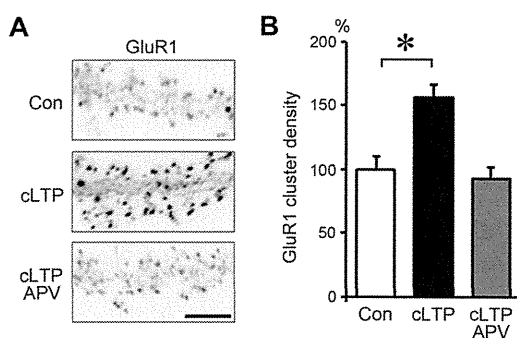 A
GluR1
Con
cLTP
cLTP
APV
B
%
200
150
100
50
0
GluR1 cluster density
*
Con
cLTP
cLTP
APV